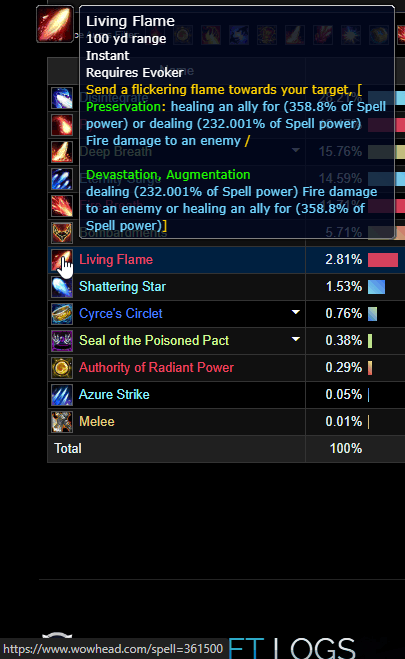 Living Flame
100 yd range
Instant
Requires Evoker
Send a flickering flame towards your target, [
Preservation: healing an ally for (358.8% of Spell
power) or dealing (232.001% of Spell power)
Fire damage to an enemy /
Devastation, Augmentation
dealing (232.001% of Spell power) Fire damage
to an enemy or healing an ally for (358.8% of
Spell power)]
Name
Disintegrate
Deep Breath 15.76%
14.59%
Bombardments 5.71%
Living Flame 2.81%
Shattering Star 1.53%
Cyrce's Circlet 0.76%
Seal of the Poisoned Pact 0.38%
Authority of Radiant Power 0.29%
Azure Strike 0.05%
Melee 0.01%
Total 100%
https://www.wowhead.com/spell=361500
FT LOGS